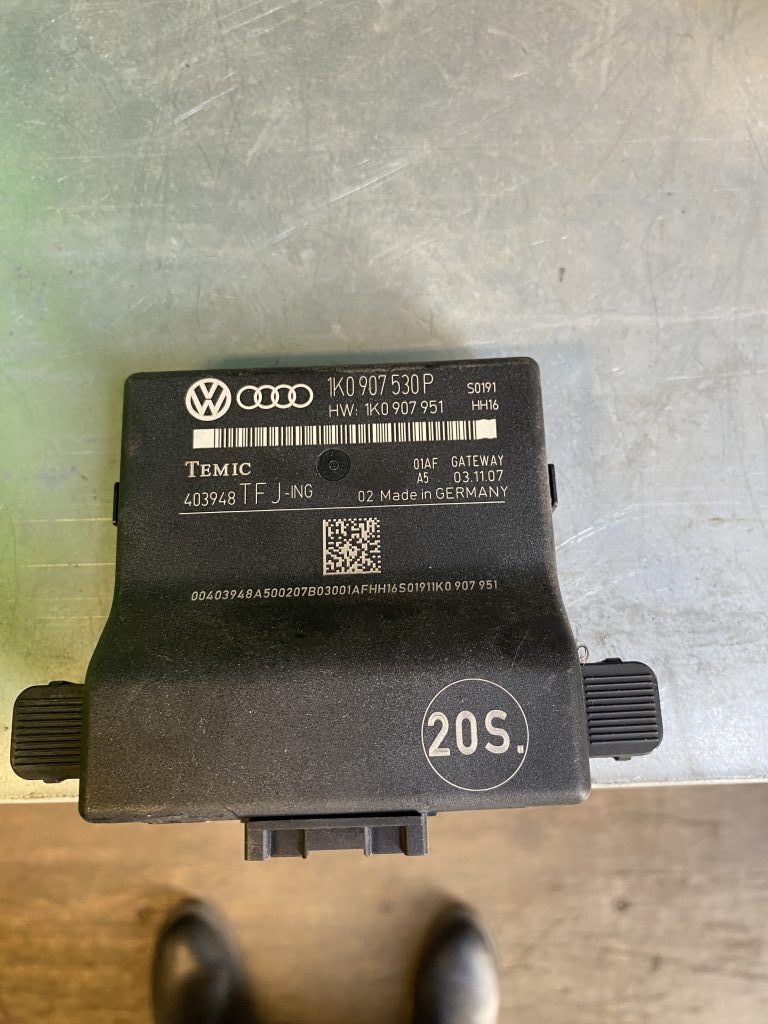 1K0 907 530 P S0191
HW: 1K0 907 951 HH16
TEMIC 01AF GATEWAY
A5 03.11.07
403948 TFJ-ING 02 Made in GERMANY
00403948A500207B03001AFHH16S01911K0 907 951
20S.